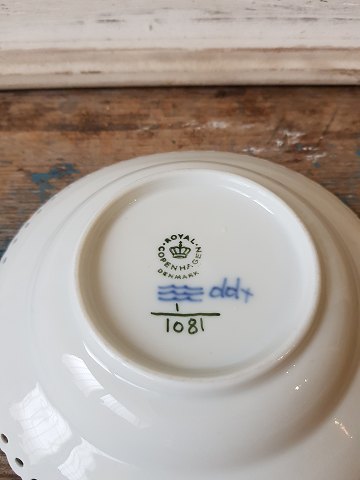 ROYAL
COPENHAGEN
DENMARK
1
1081